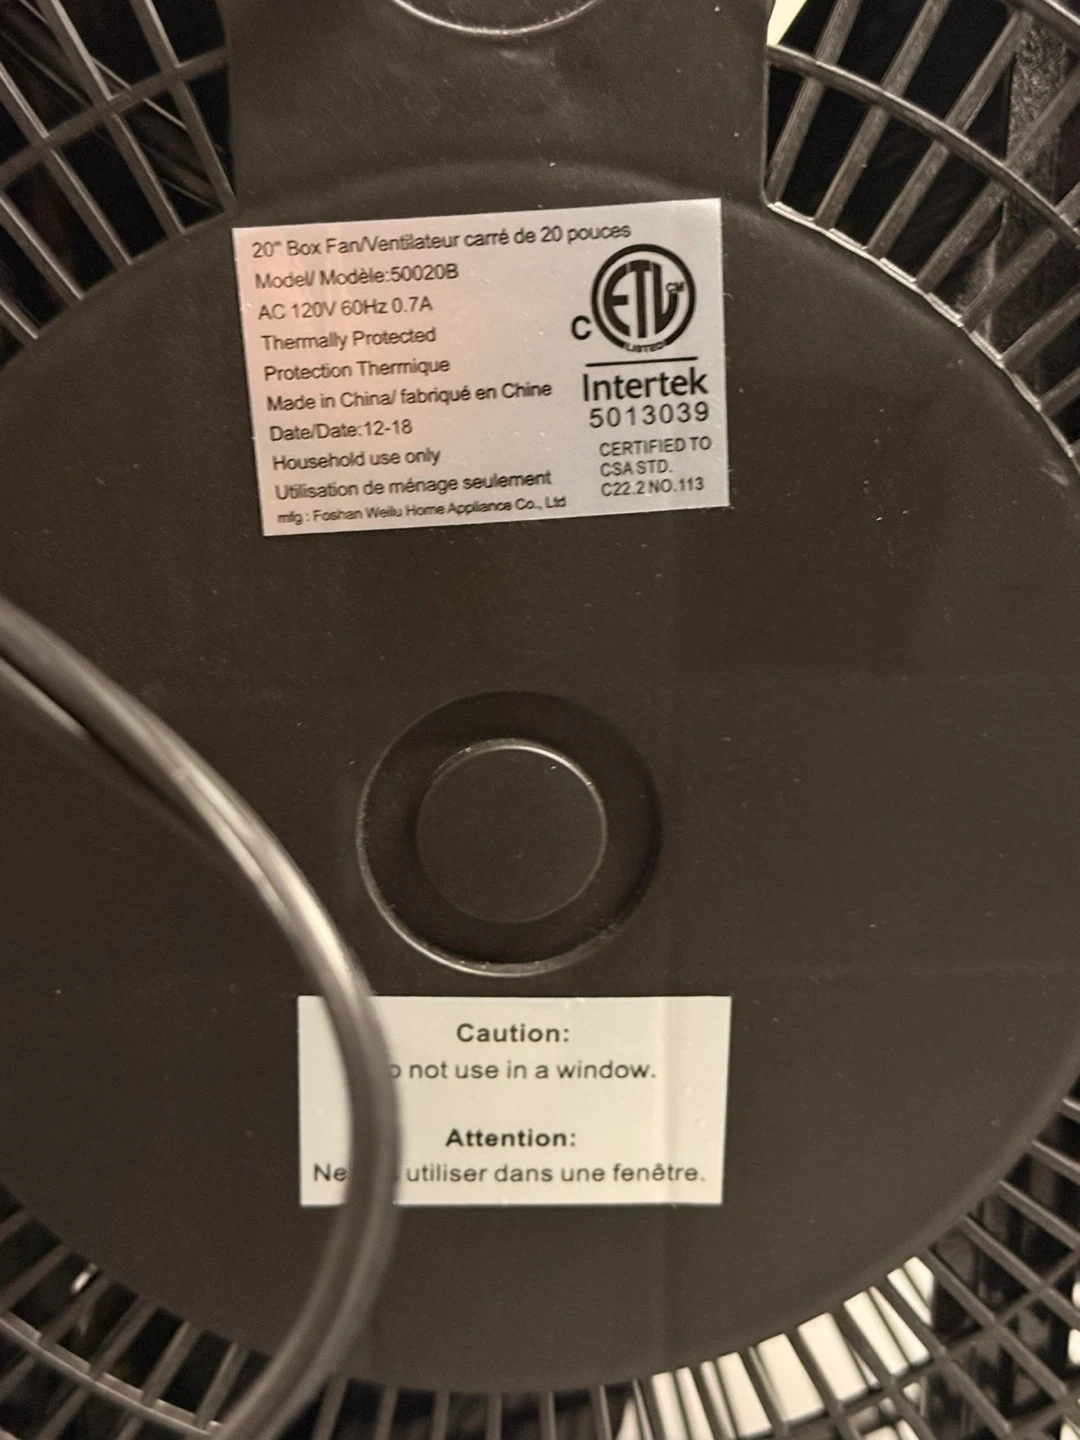 20" Box Fan/Ventilateur carré de 20 pouces
Model/ Modèle:50020B
AC 120V 60Hz 0.7A
Thermally Protected
Protection Thermique
Made in China/ fabriqué en Chine
Date/Date:12-18
Household use only
Utilisation de ménage seulement
mfg : Foshan Weilu Home Appliance Co., Ltd
C ETL CM
LISTED
Intertek
5013039
CERTIFIED TO
CSA STD.
C22.2 NO.113
Caution:
not use in a window.
Attention:
Ne utiliser dans une fenêtre.